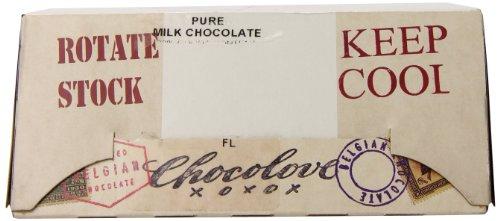 PURE
MILK CHOCOLATE
ROTATE
STOCK
KEEP
COOL
FL
Chocolove
XOXOX
BELGIAN
CHOCOLATE
BELGIAN
CHOCOLATE